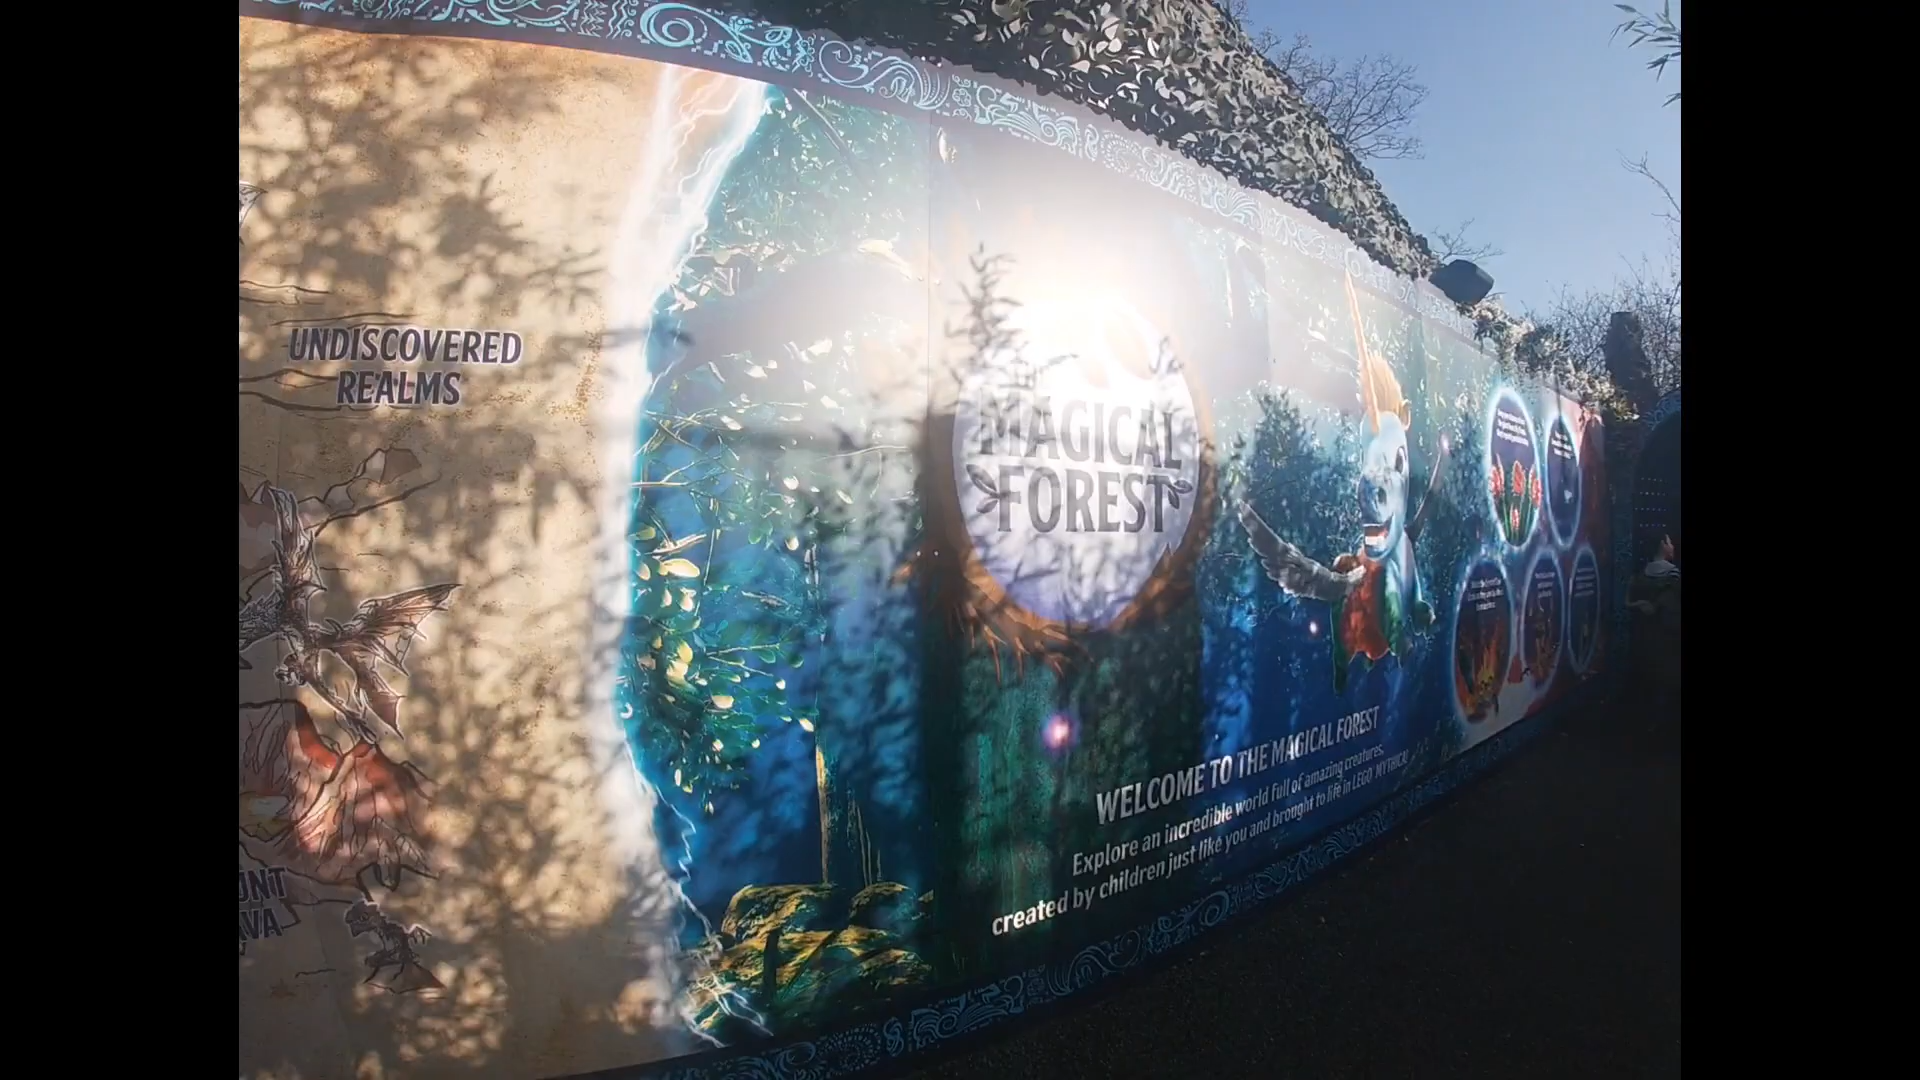 UNDISCOVERED
REALMS
MAGICAL
FOREST
WELCOME TO THE MAGICAL FOREST
Explore an incredible world full of amazing creatures,
created by children just like you and brought to life in LEGO MYTHICA!